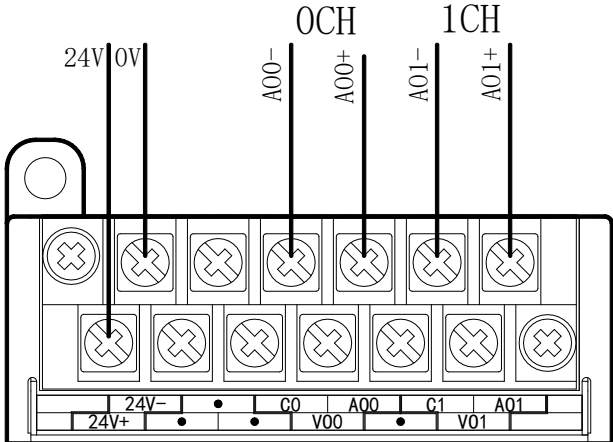 0CH 1CH
24V 0V A00- A00+ A01- A01+
24V- • C0 A00 C1 A01
24V+ • • V00 • V01